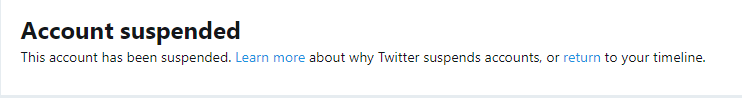 Account suspended
This account has been suspended. Learn more about why Twitter suspends accounts, or return to your timeline.